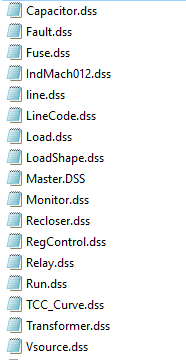 Capacitor.dss
Fault.dss
Fuse.dss
IndMach012.dss
line.dss
LineCode.dss
Load.dss
LoadShape.dss
Master.DSS
Monitor.dss
Recloser.dss
RegControl.dss
Relay.dss
Run.dss
TCC_Curve.dss
Transformer.dss
Vsource.dss